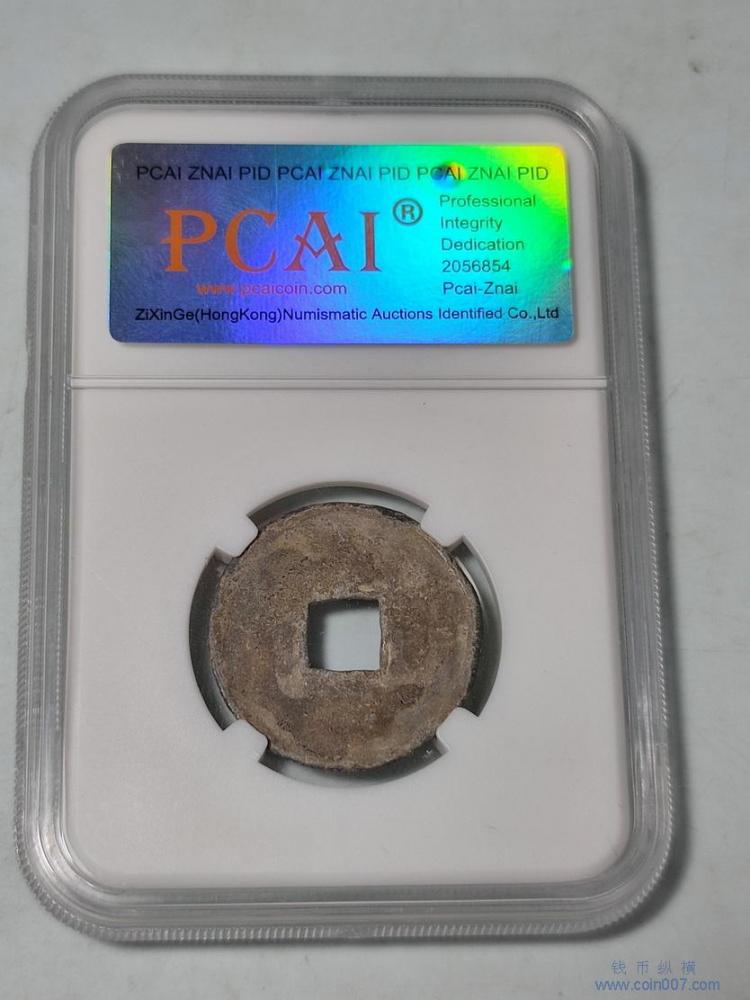 PCAI ZNAI PID PCAI ZNAI PID PCAI ZNAI PID
PCAI®
Professional
Integrity
Dedication
2056854
www.pcaicoin.com
Pcai-Znai
ZiXinGe(HongKong)Numismatic Auctions Identified Co.,Ltd
钱币纵横
www.coin007.com